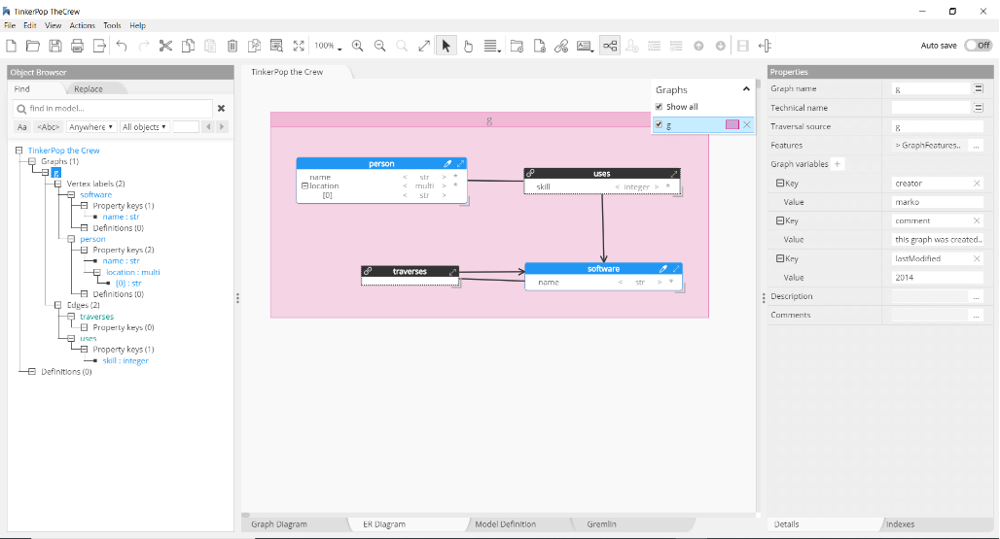 TinkerPop TheCrew
File Edit View Actions Tools Help
100%
Auto save Off
Object Browser
Find Replace
find in model...
Aa <Abc> Anywhere All objects
TinkerPop the Crew
Graphs (1)
g
Vertex labels (2)
software
Property keys (1)
name : str
Definitions (0)
person
Property keys (2)
name : str
location : multi
[0] : str
Definitions (0)
Edges (2)
traverses
Property keys (0)
uses
Property keys (1)
skill : integer
Definitions (0)
TinkerPop the Crew
Graphs
Show all
g
g
person
name < str > *
location < multi > *
[0] < str >
uses
skill < integer > *
traverses
software
name < str > *
Graph Diagram ER Diagram Model Definition Gremlin
Properties
Graph name g
Technical name
Traversal source g
Features > GraphFeatures.. ...
Graph variables +
Key creator
Value marko
Key comment
Value this graph was created..
Key lastModified
Value 2014
Description ...
Comments ...
Details Indexes